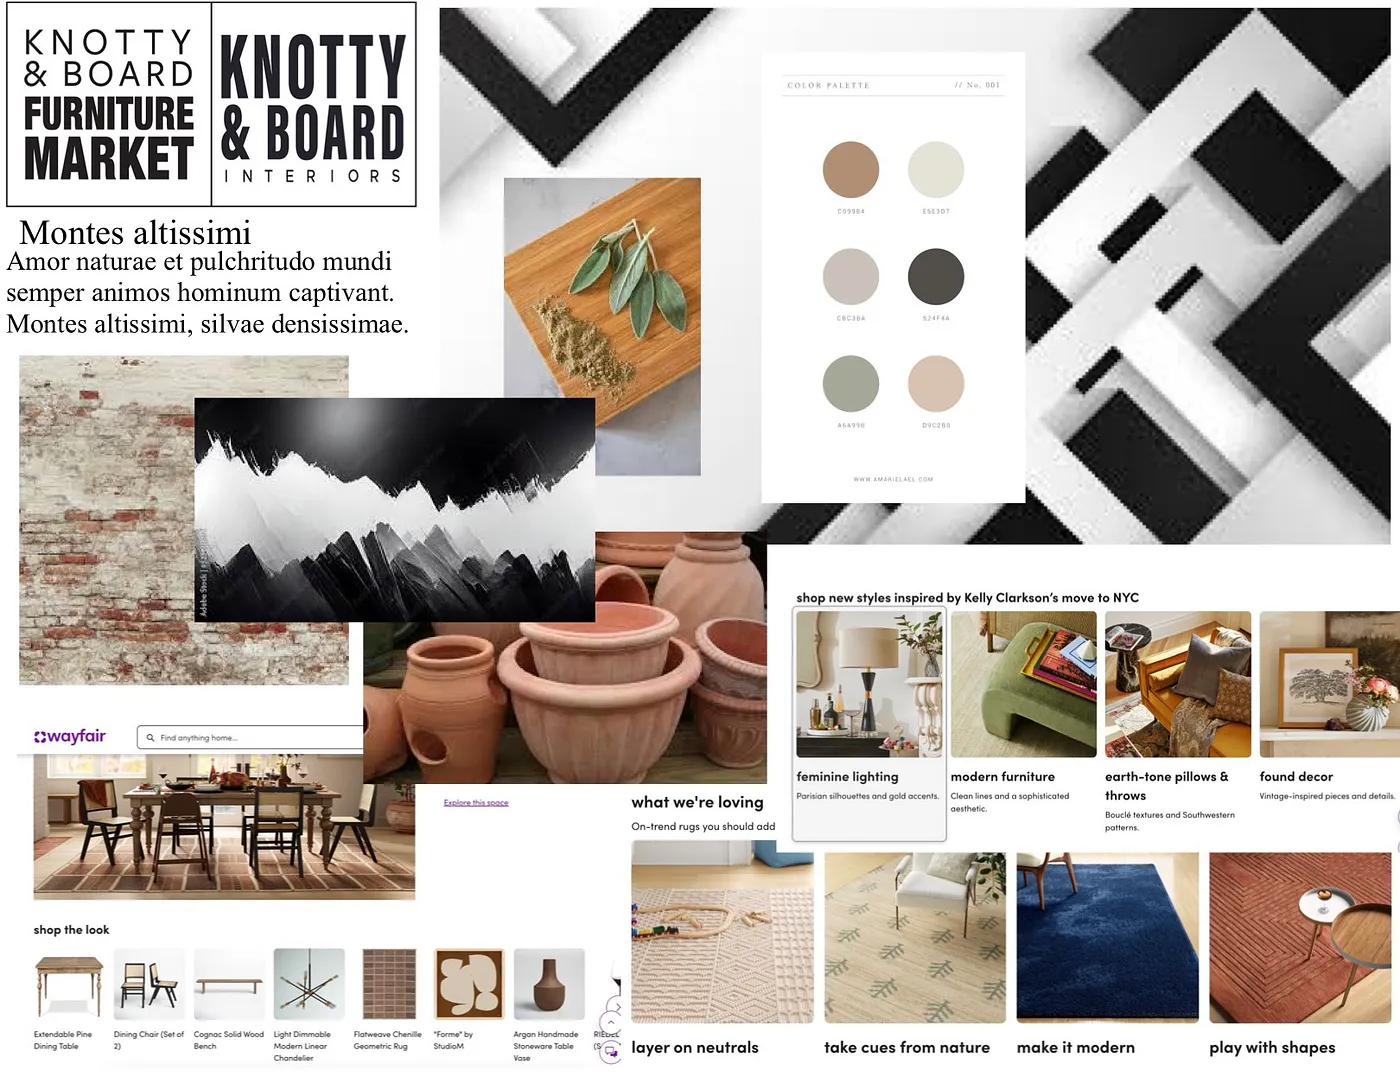 KNOTTY
& BOARD
FURNITURE
MARKET
KNOTTY
& BOARD
INTERIORS
Montes altissimi
Amor naturae et pulchritudo mundi
semper animos hominum captivant.
Montes altissimi, silvae densissimae.
COLOR PALETTE // No. 001
E5E3D7
CBC3BA
524F4A
D9C2B0
WWW.AMARIELAEL.COM
Adobe Stock
shop new styles inspired by Kelly Clarkson's move to NYC
feminine lighting
Parisian silhouettes and gold accents.
modern furniture
Clean lines and a sophisticated
aesthetic.
earth-tone pillows &
throws
Bouclé textures and Southwestern
patterns.
found decor
Vintage-inspired pieces and details.
wayfair
Find anything home...
Explore this space
what we're loving
On-trend rugs you should add
shop the look
Extendable Pine
Dining Table
Dining Chair (Set of
2)
Cognac Solid Wood
Bench
Light Dimmable
Modern Linear
Chandelier
Flatweave Chenille
Geometric Rug
"Forme" by
StudioM
Argan Handmade
Stoneware Table
Vase
layer on neutrals
take cues from nature
make it modern
play with shapes